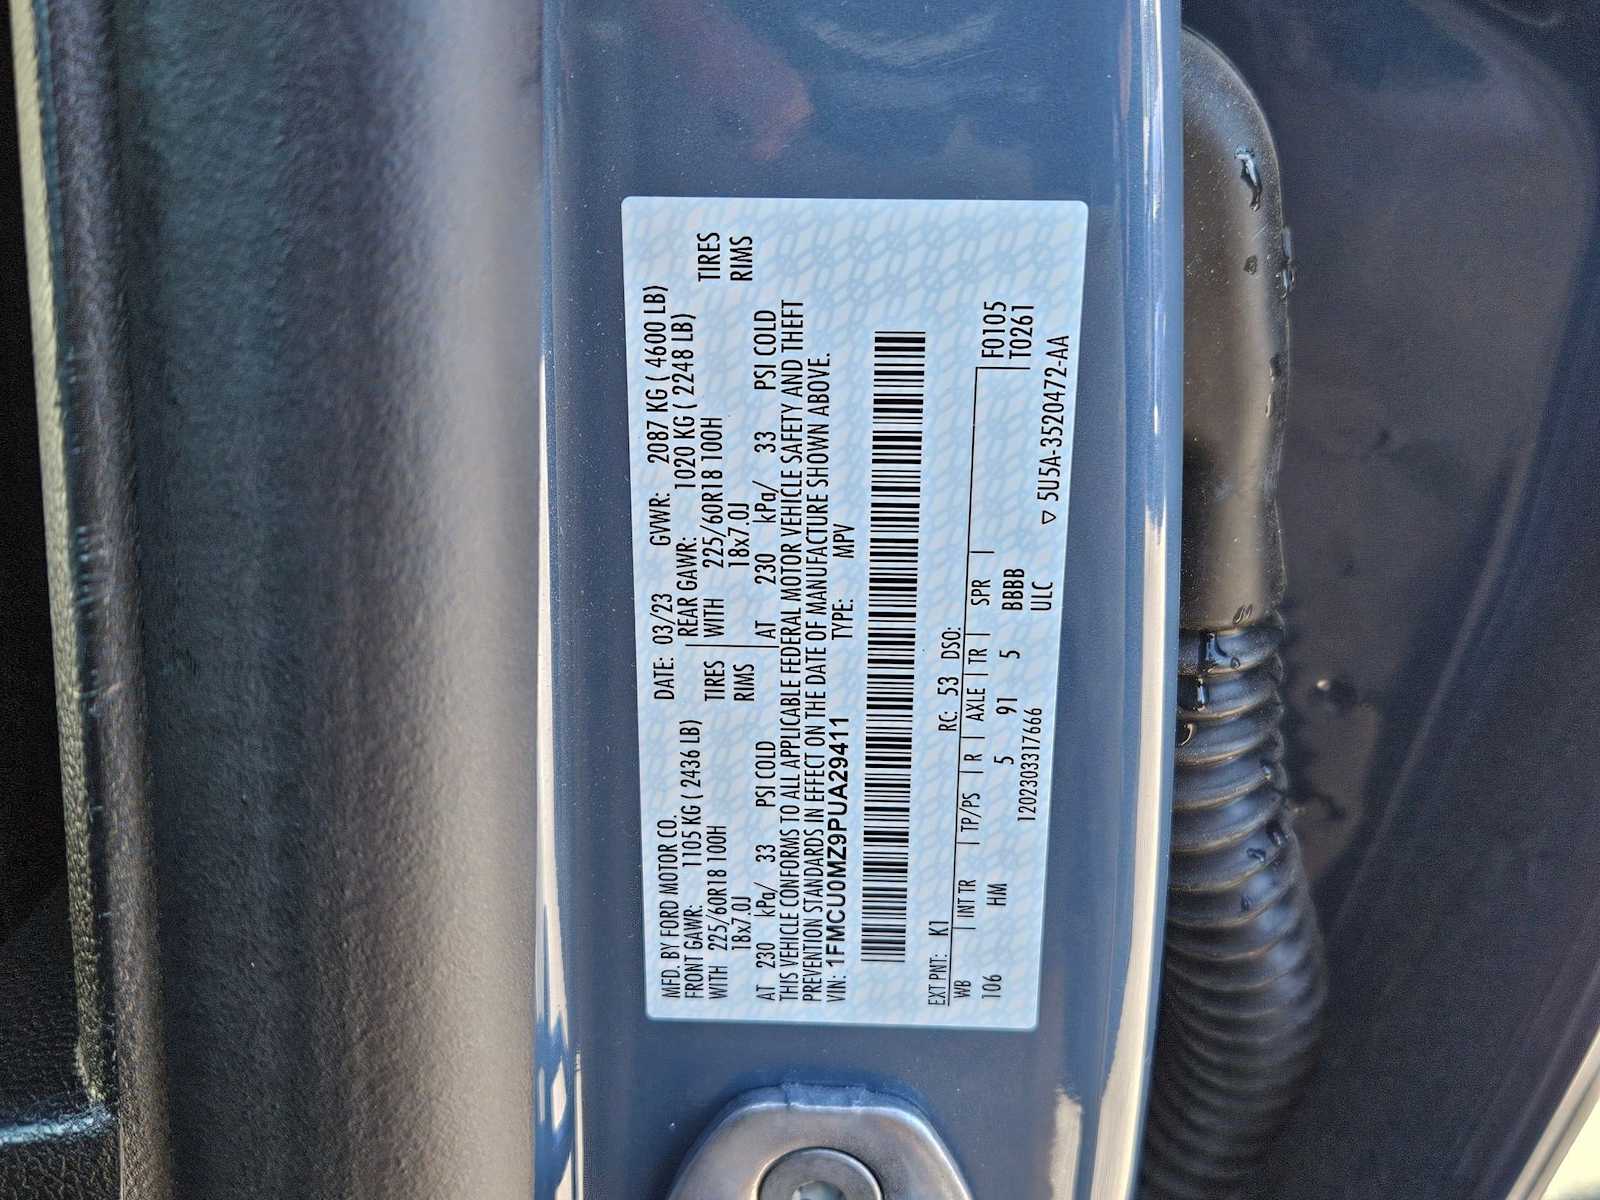 MFD. BY FORD MOTOR CO. DATE: 03/23 GVWR: 2087 KG ( 4600 LB)
FRONT GAWR: 1105 KG ( 2436 LB) REAR GAWR: 1020 KG ( 2248 LB)
WITH 225/60R18 100H TIRES WITH 225/60R18 100H TIRES
18x7.0J RIMS 18x7.0J RIMS
AT 230 kPa/ 33 PSI COLD AT 230 kPa/ 33 PSI COLD
THIS VEHICLE CONFORMS TO ALL APPLICABLE FEDERAL MOTOR VEHICLE SAFETY AND THEFT
PREVENTION STANDARDS IN EFFECT ON THE DATE OF MANUFACTURE SHOWN ABOVE.
VIN: 1FMCU0MZ9PUA29411 TYPE: MPV
EXT PNT: K1 RC: 53 DSO: F0105
WB INT TR TP/PS R AXLE TR SPR T0261
106 HM 5 91 5 BBBB
120230317666 ULC
▽ 5U5A-3520472-AA